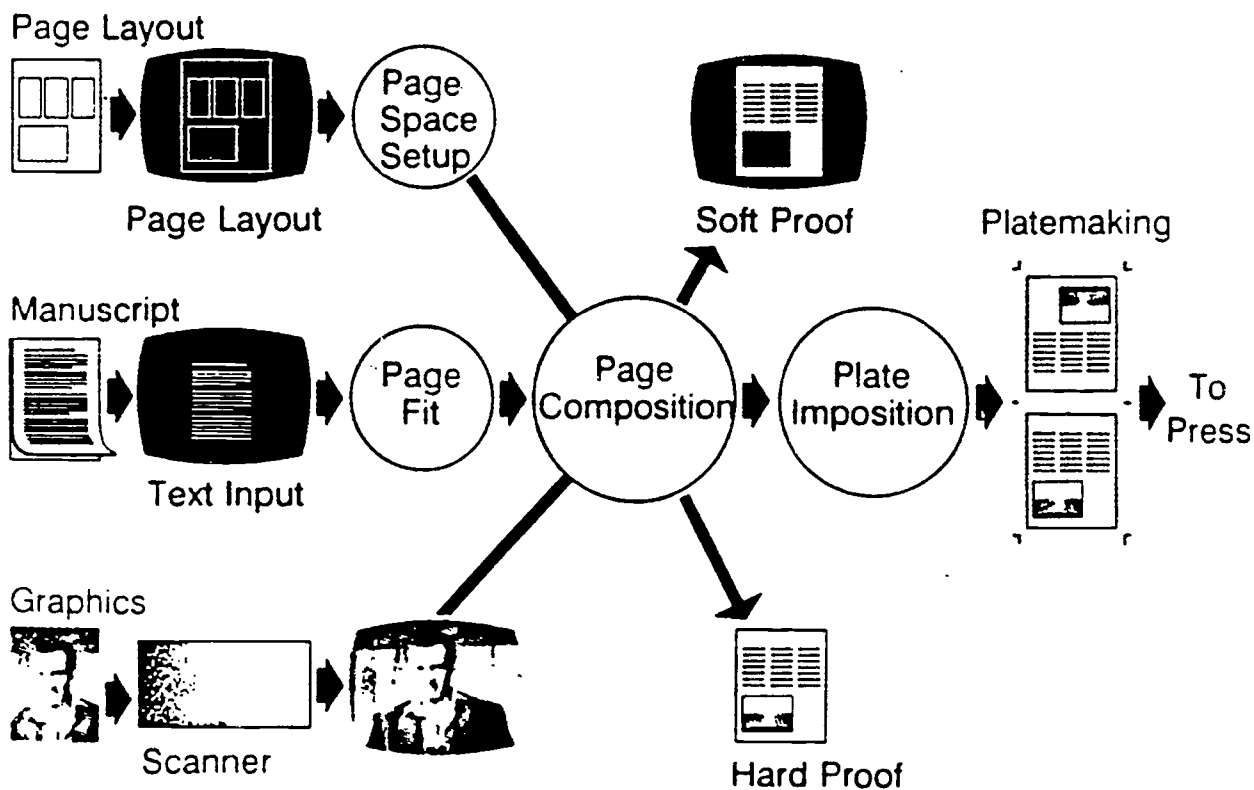 Page Layout
Page
Space
Setup
Page Layout
Soft Proof
Platemaking
Manuscript
Page
Fit
Page
Composition
Plate
Imposition
To
Press
Text Input
Graphics
Scanner
Hard Proof